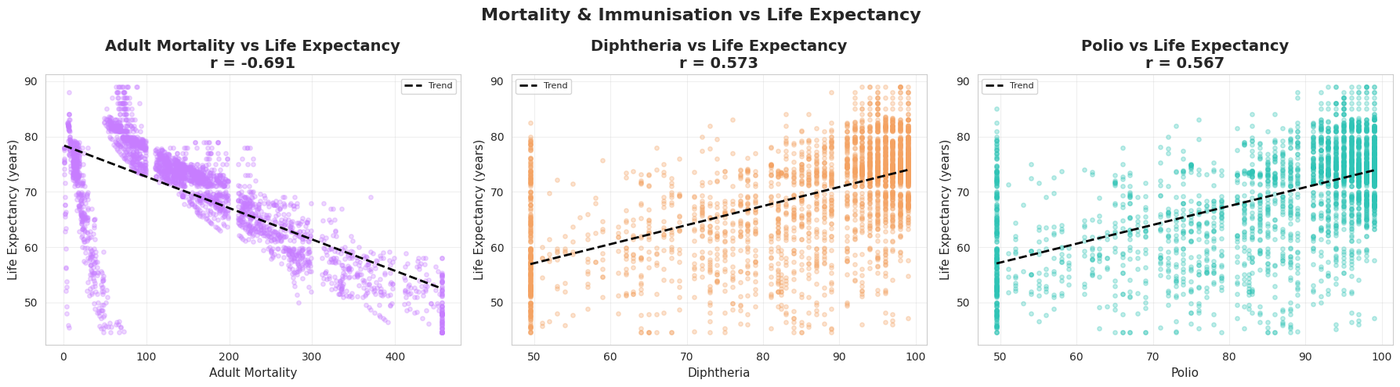 Mortality & Immunisation vs Life Expectancy
Adult Mortality vs Life Expectancy
r = -0.691
Trend
90
80
70
60
50
Life Expectancy (years)
0
100
200
300
400
Adult Mortality
Diphtheria vs Life Expectancy
r = 0.573
Trend
90
80
70
60
50
Life Expectancy (years)
50
60
70
80
90
100
Diphtheria
Polio vs Life Expectancy
r = 0.567
Trend
90
80
70
60
50
Life Expectancy (years)
50
60
70
80
90
100
Polio